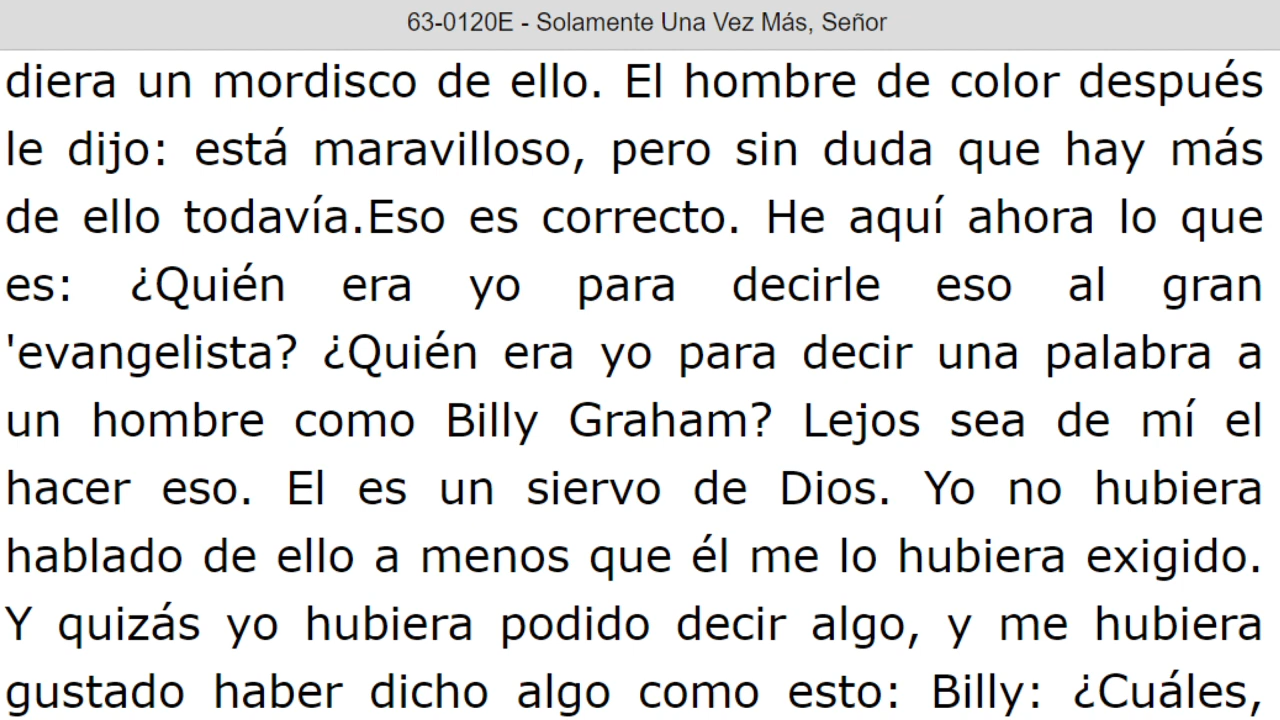 63-0120E - Solamente Una Vez Más, Señor
diera un mordisco de ello. El hombre de color después
le dijo: está maravilloso, pero sin duda que hay más
de ello todavía.Eso es correcto. He aquí ahora lo que
es: ¿Quién era yo para decirle eso al gran
'evangelista? ¿Quién era yo para decir una palabra a
un hombre como Billy Graham? Lejos sea de mí el
hacer eso. El es un siervo de Dios. Yo no hubiera
hablado de ello a menos que él me lo hubiera exigido.
Y quizás yo hubiera podido decir algo, y me hubiera
gustado haber dicho algo como esto: Billy: ¿Cuáles,